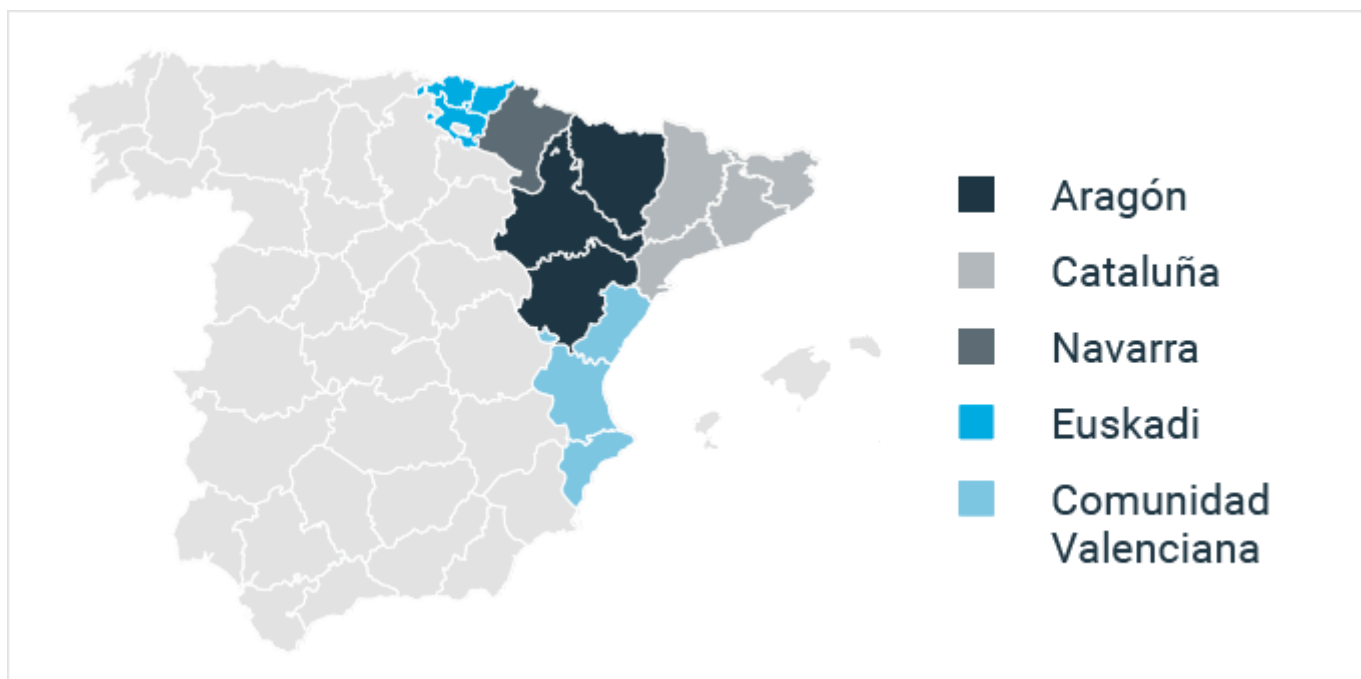 Aragón
Cataluña
Navarra
Euskadi
Comunidad
Valenciana